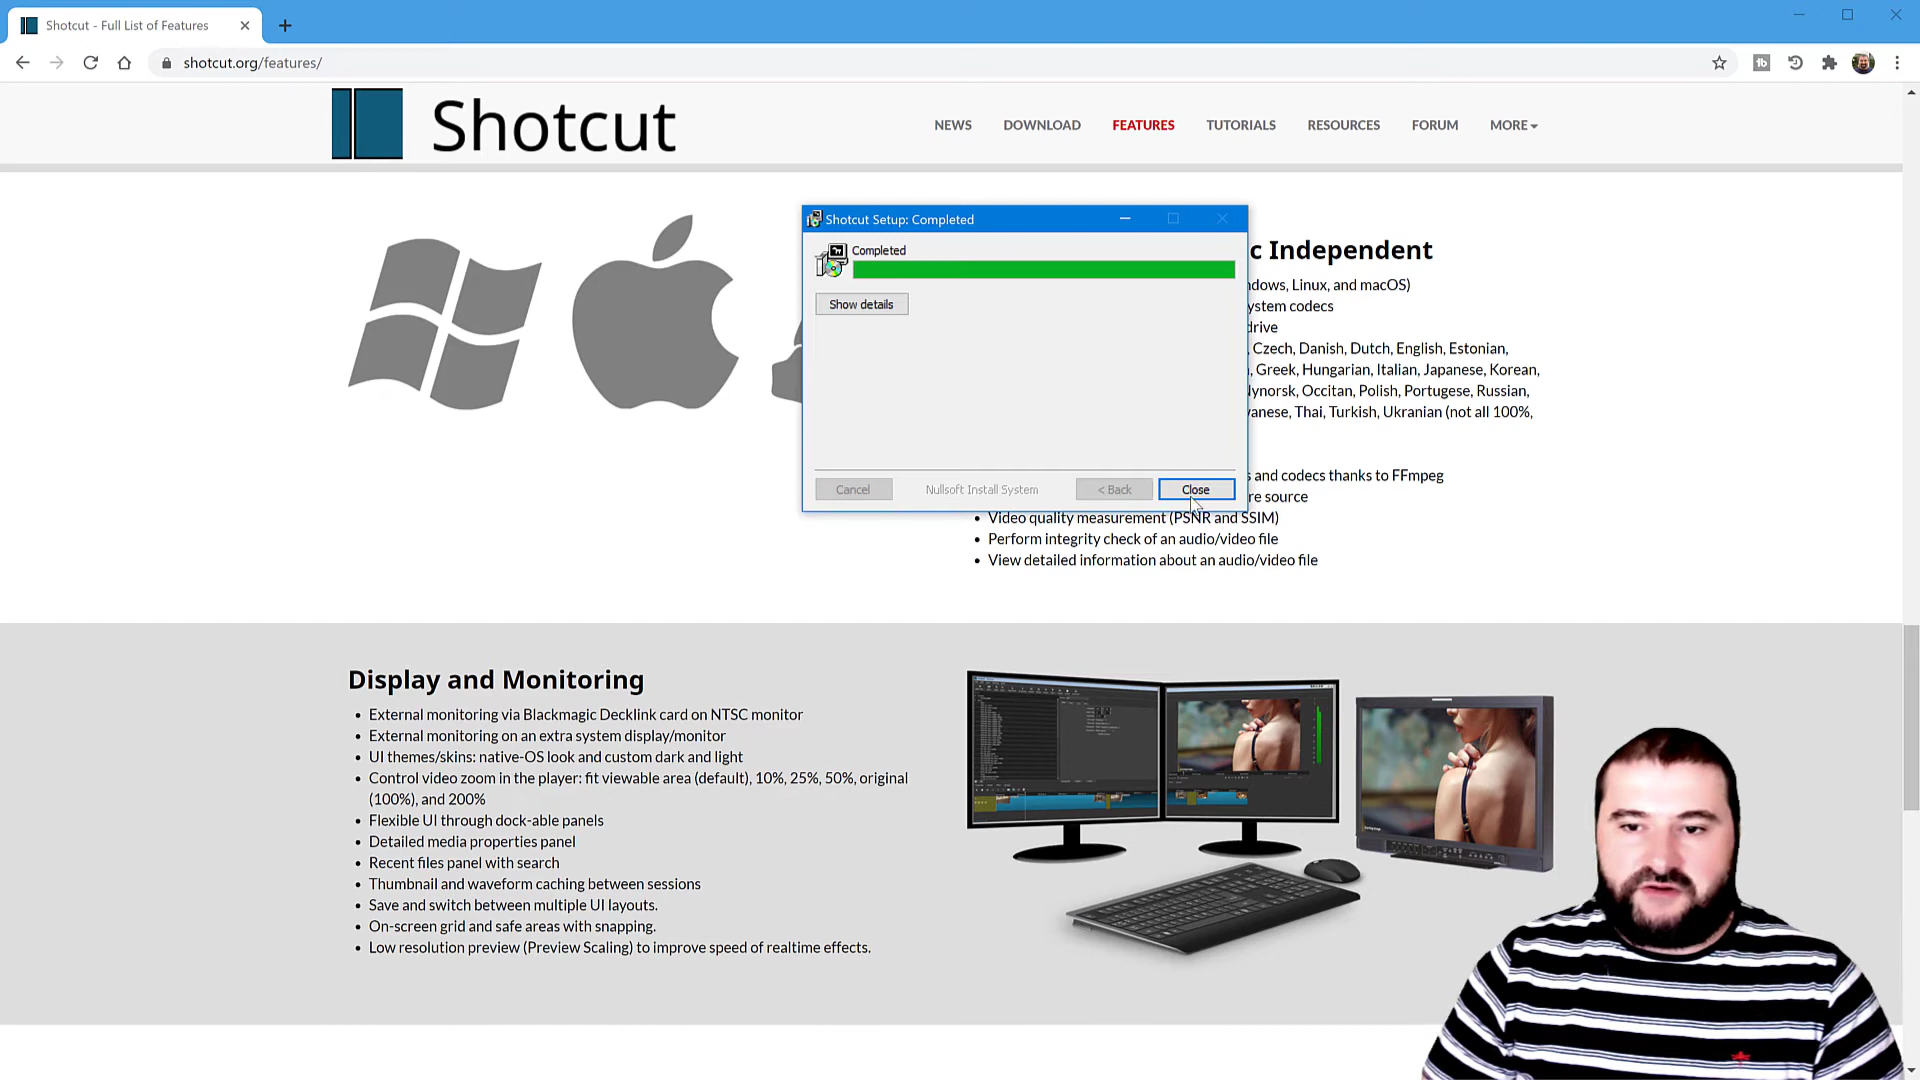 Shotcut - Full List of Features
shotcut.org/features/
Shotcut
NEWS DOWNLOAD FEATURES TUTORIALS RESOURCES FORUM MORE
Shotcut Setup: Completed
Completed
Show details
Cancel Nullsoft Install System < Back Close
c Independent
dows, Linux, and macOS)
ystem codecs
drive
, Czech, Danish, Dutch, English, Estonian,
, Greek, Hungarian, Italian, Japanese, Korean,
Nynorsk, Occitan, Polish, Portugese, Russian,
vanese, Thai, Turkish, Ukranian (not all 100%,
s and codecs thanks to FFmpeg
re source
• Video quality measurement (PSNR and SSIM)
• Perform integrity check of an audio/video file
• View detailed information about an audio/video file
Display and Monitoring
• External monitoring via Blackmagic Decklink card on NTSC monitor
• External monitoring on an extra system display/monitor
• UI themes/skins: native-OS look and custom dark and light
• Control video zoom in the player: fit viewable area (default), 10%, 25%, 50%, original
(100%), and 200%
• Flexible UI through dock-able panels
• Detailed media properties panel
• Recent files panel with search
• Thumbnail and waveform caching between sessions
• Save and switch between multiple UI layouts.
• On-screen grid and safe areas with snapping.
• Low resolution preview (Preview Scaling) to improve speed of realtime effects.